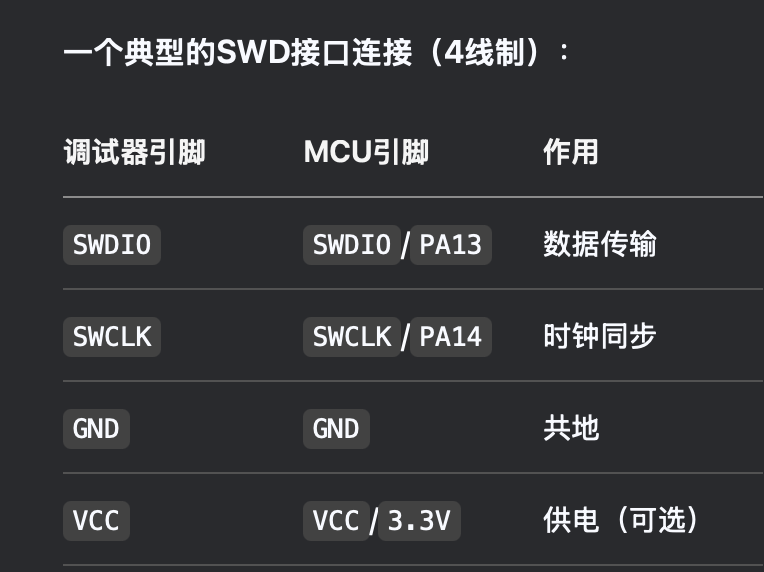 一个典型的SWD接口连接（4线制）：
调试器引脚 MCU引脚 作用
SWDIO SWDIO/PA13 数据传输
SWCLK SWCLK/PA14 时钟同步
GND GND 共地
VCC VCC/3.3V 供电（可选）